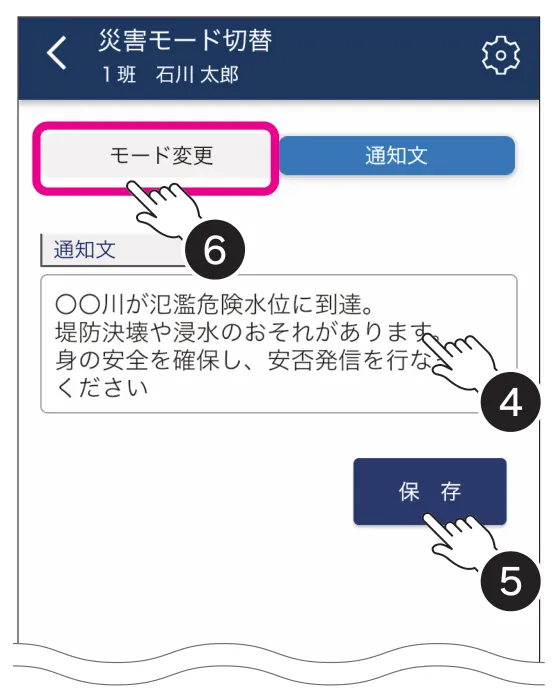 災害モード切替
1班　石川 太郎
モード変更
通知文
6
通知文
〇〇川が氾濫危険水位に到達。
堤防決壊や浸水のおそれがあります。
身の安全を確保し、安否発信を行な
ください
4
保　存
5